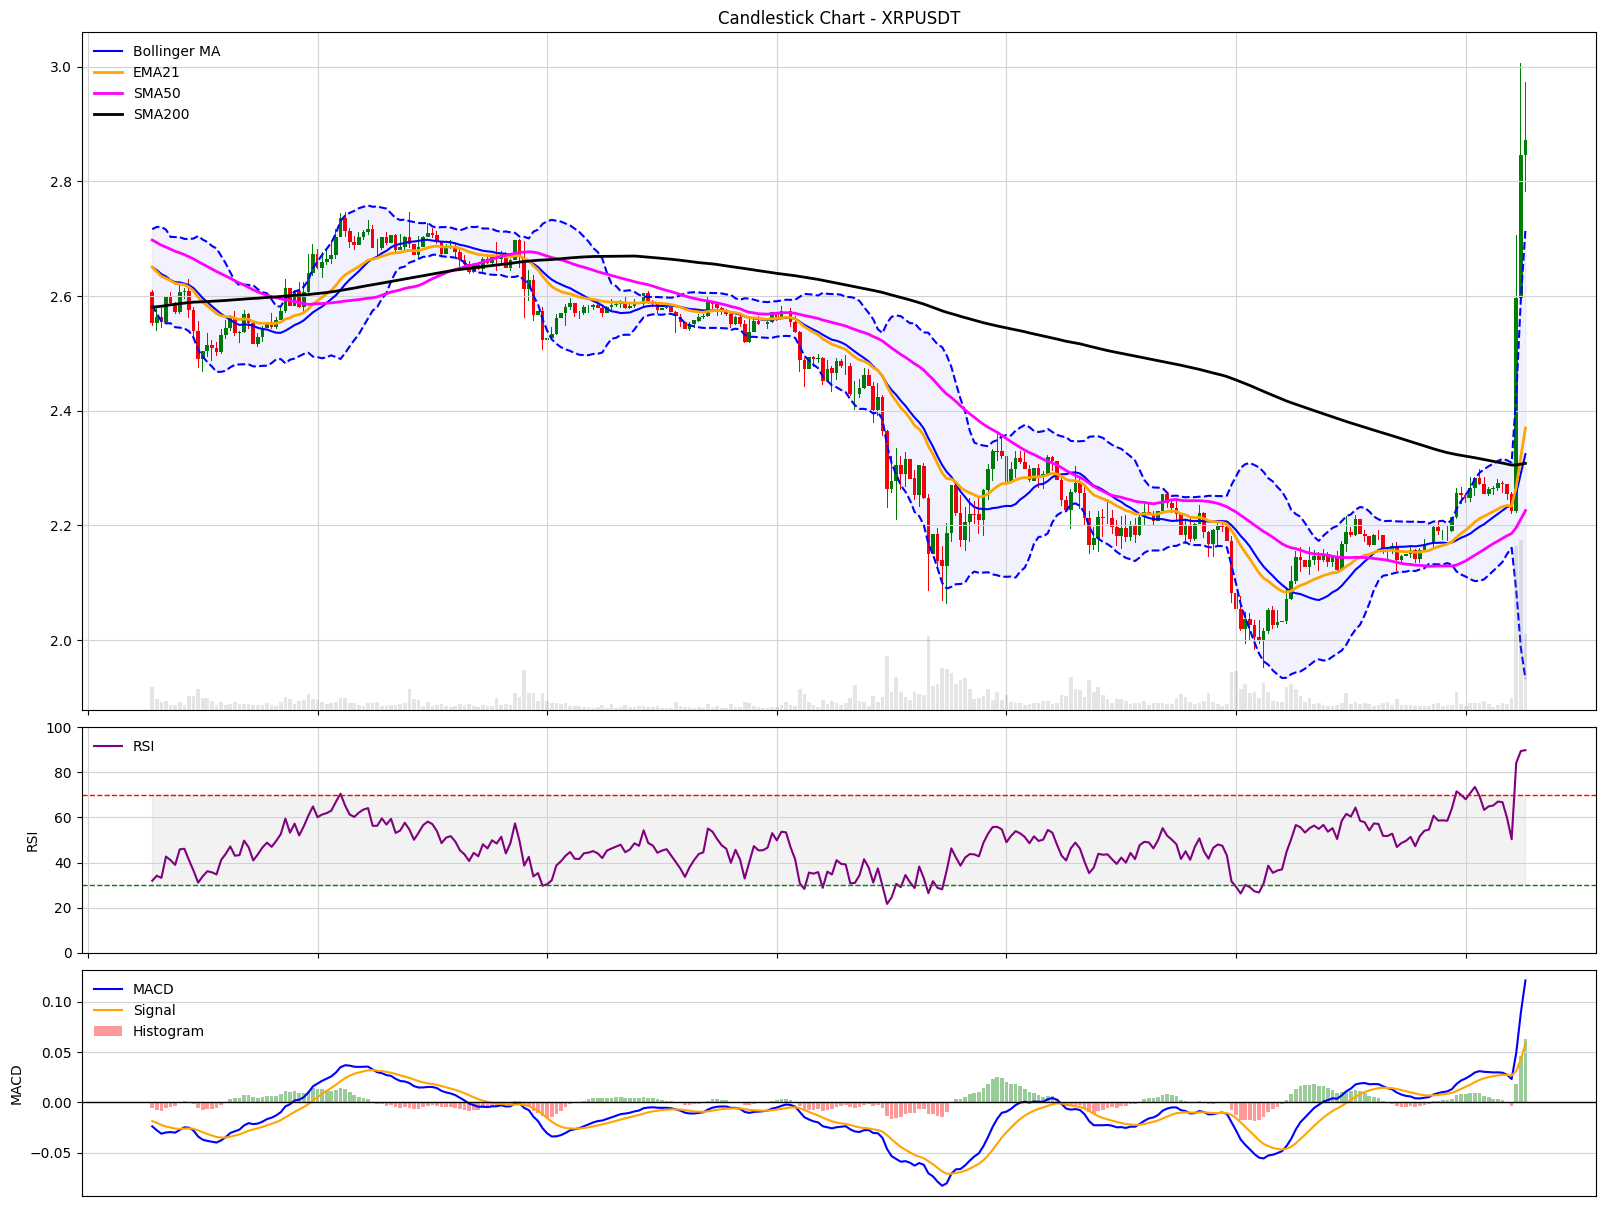 Candlestick Chart - XRPUSDT
Bollinger MA
EMA21
SMA50
SMA200
3.0
2.8
2.6
2.4
2.2
2.0
RSI
100
80
60
40
20
0
RSI
MACD
Signal
Histogram
0.10
0.05
0.00
−0.05
MACD